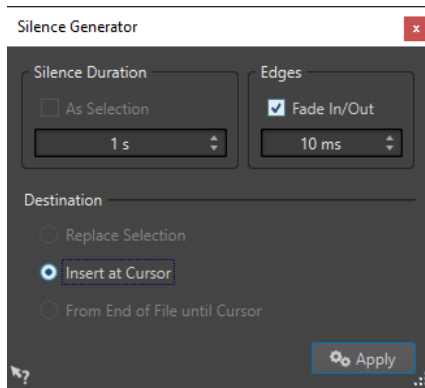 Silence Generator
x
Silence Duration
Edges
As Selection
Fade In/Out
1 s
10 ms
Destination
Replace Selection
Insert at Cursor
From End of File until Cursor
Apply
?